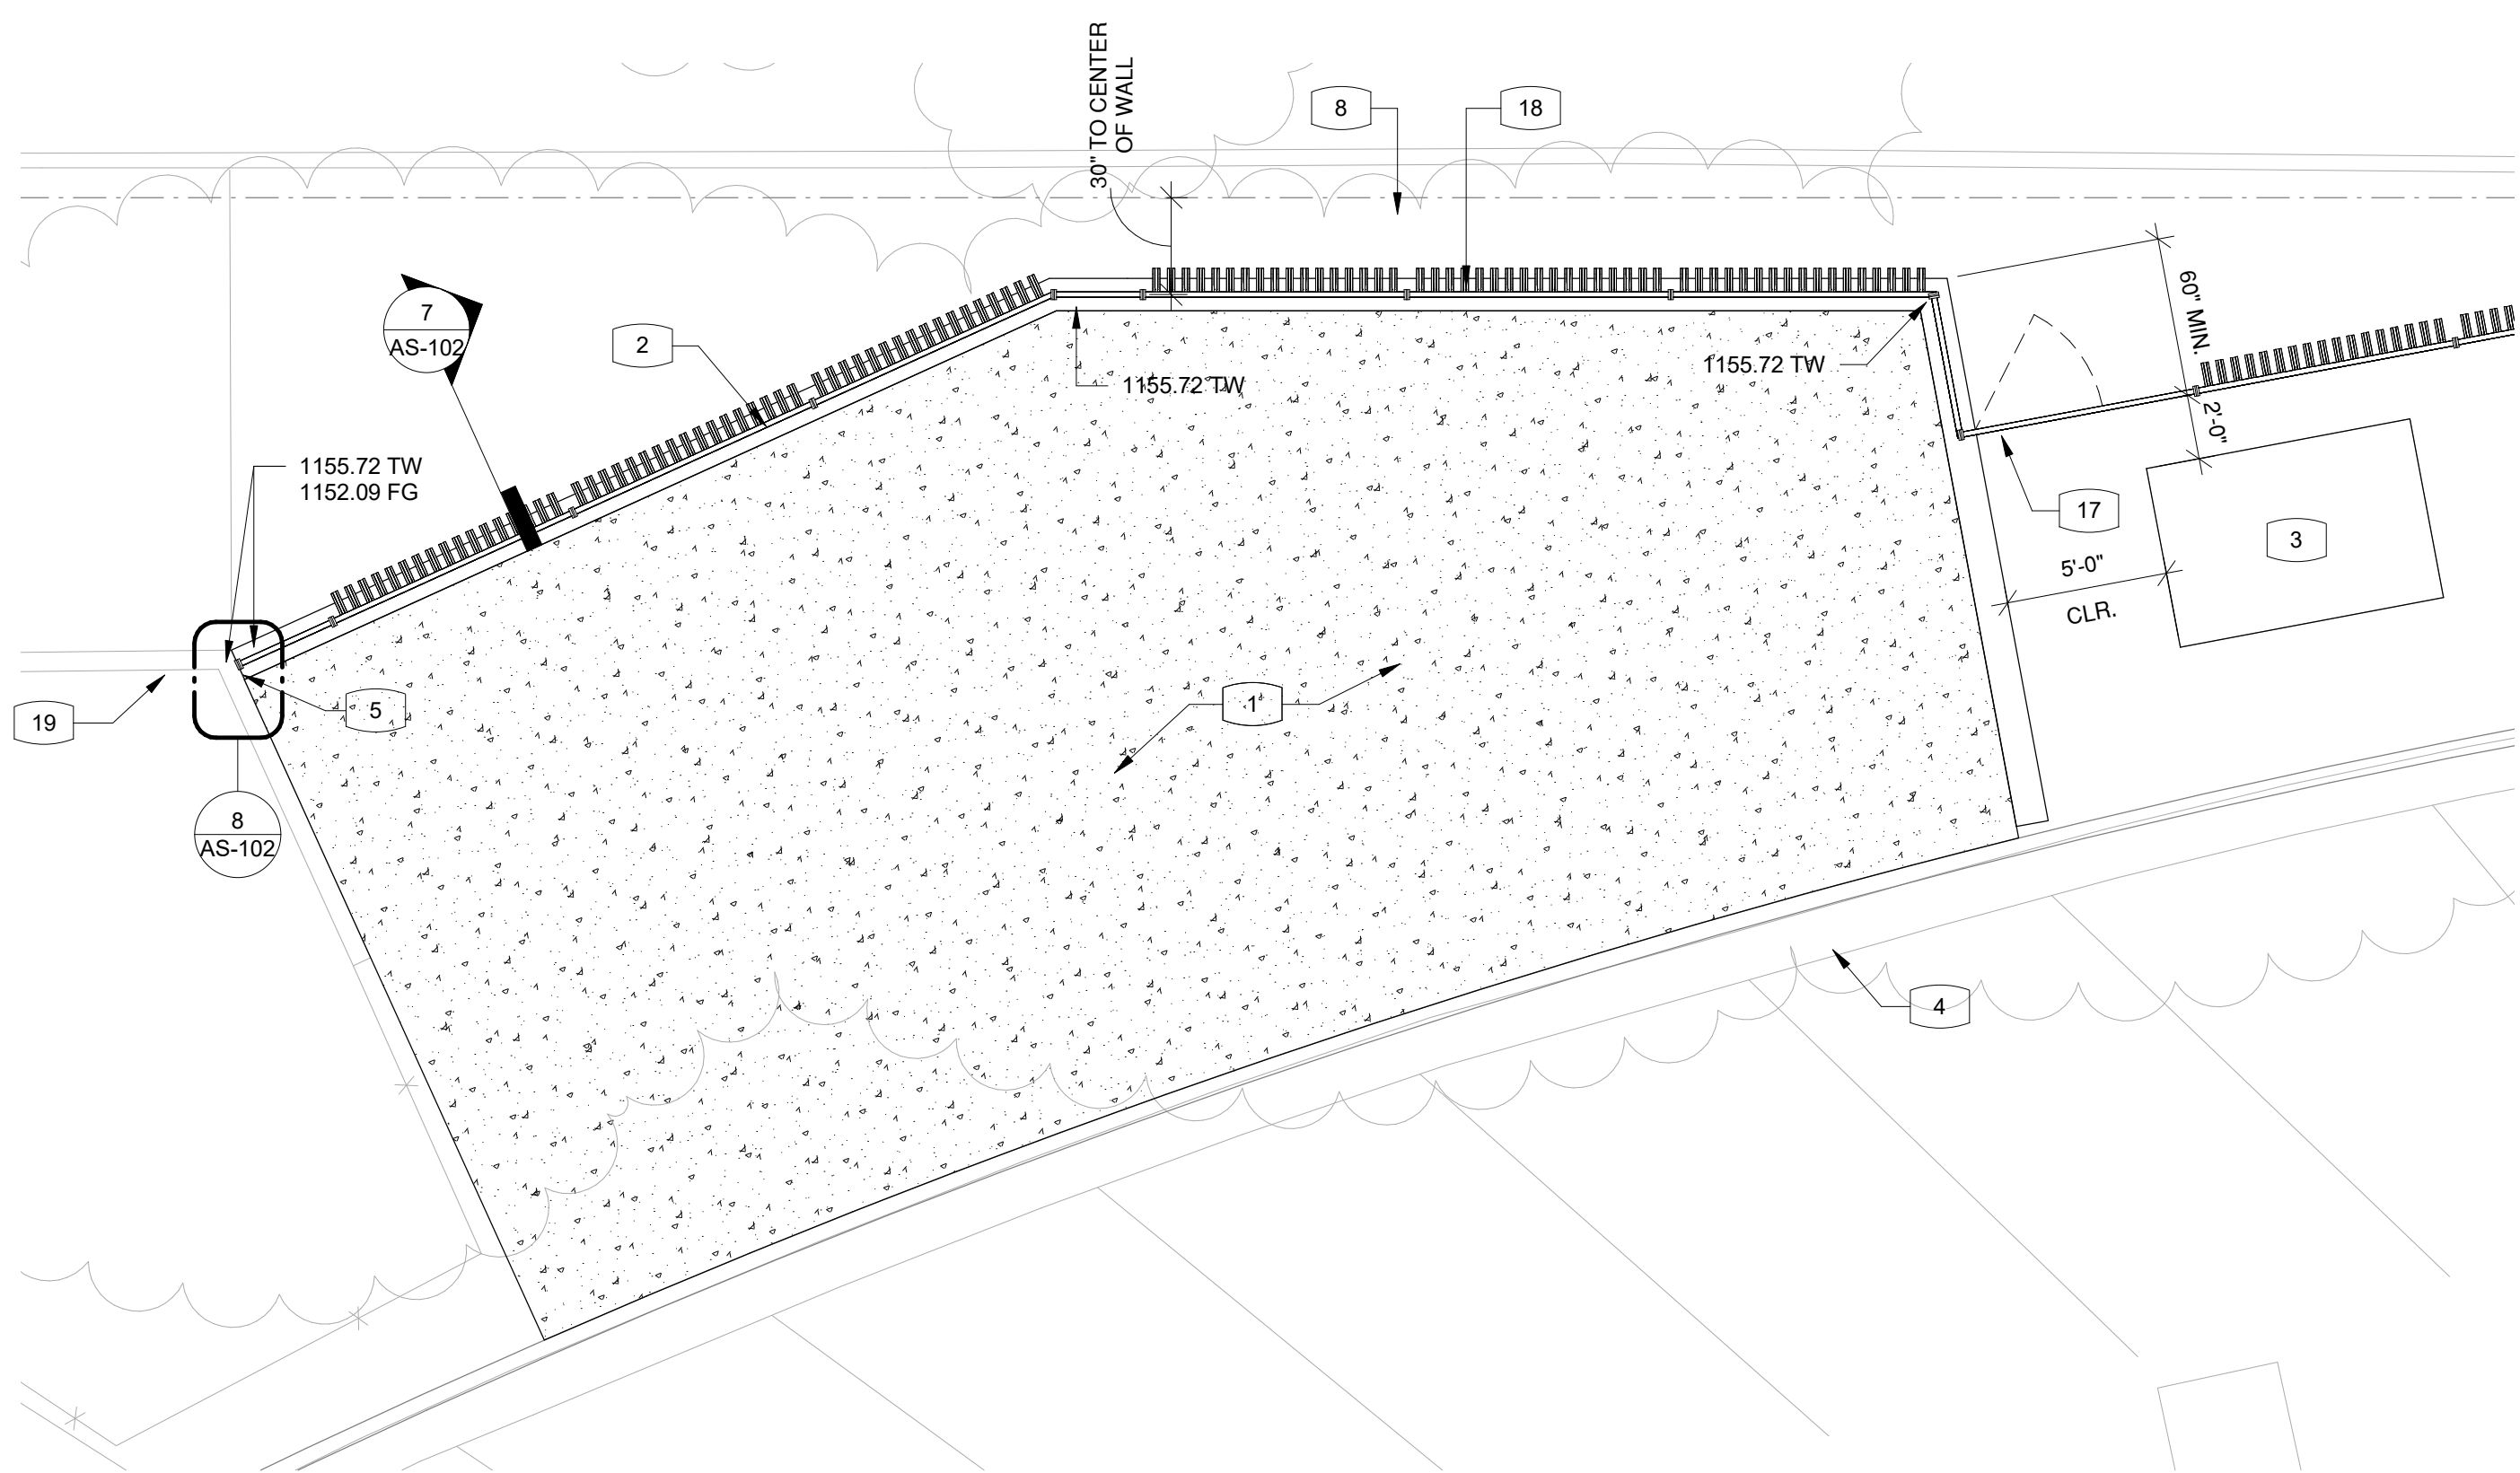 30" TO CENTER
OF WALL
8
18
7
AS-102
2
60" MIN.
1155.72 TW
1155.72 TW
2'-0"
1155.72 TW
1152.09 FG
17
3
5'-0"
CLR.
1
5
19
8
AS-102
4